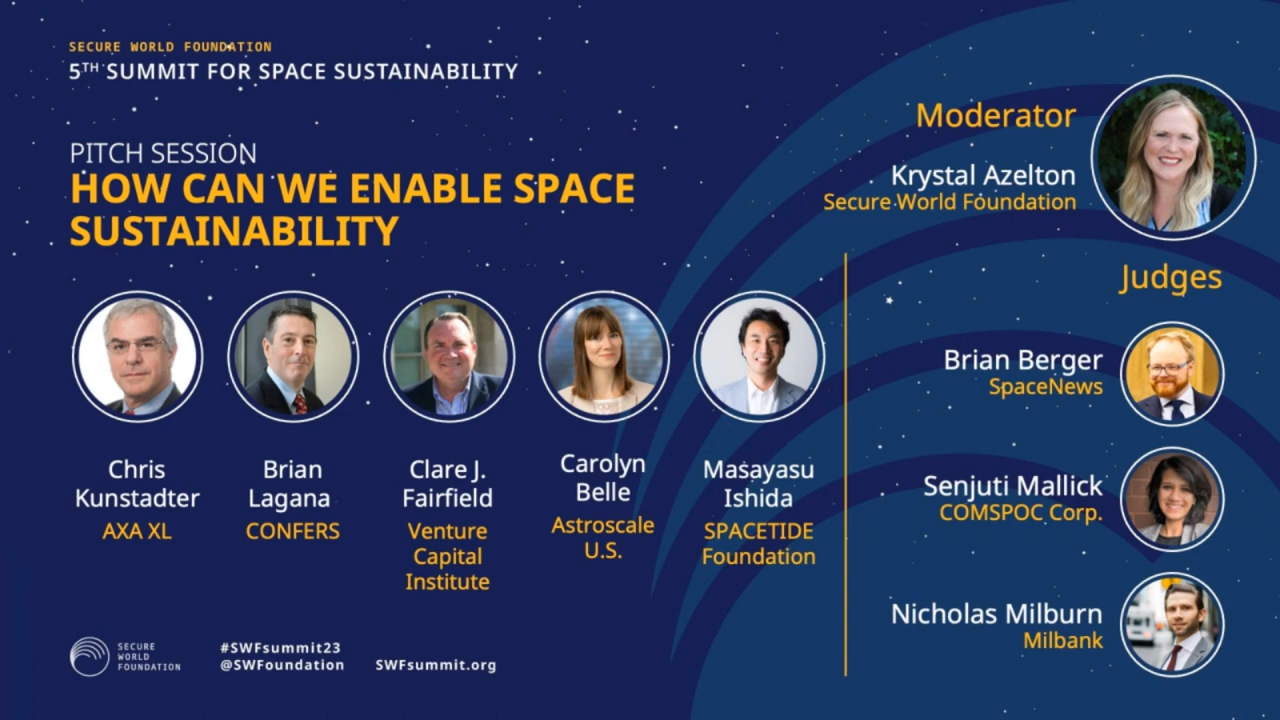 SECURE WORLD FOUNDATION
5TH SUMMIT FOR SPACE SUSTAINABILITY
PITCH SESSION
HOW CAN WE ENABLE SPACE
SUSTAINABILITY
Chris
Kunstadter
AXA XL
Brian
Lagana
CONFERS
Clare J.
Fairfield
Venture
Capital
Institute
Carolyn
Belle
Astroscale
U.S.
Masayasu
Ishida
SPACETIDE
Foundation
Moderator
Krystal Azelton
Secure World Foundation
Judges
Brian Berger
SpaceNews
Senjuti Mallick
COMSPOC Corp.
Nicholas Milburn
Milbank
SECURE
WORLD
FOUNDATION
#SWFsummit23
@SWFoundation
SWFsummit.org